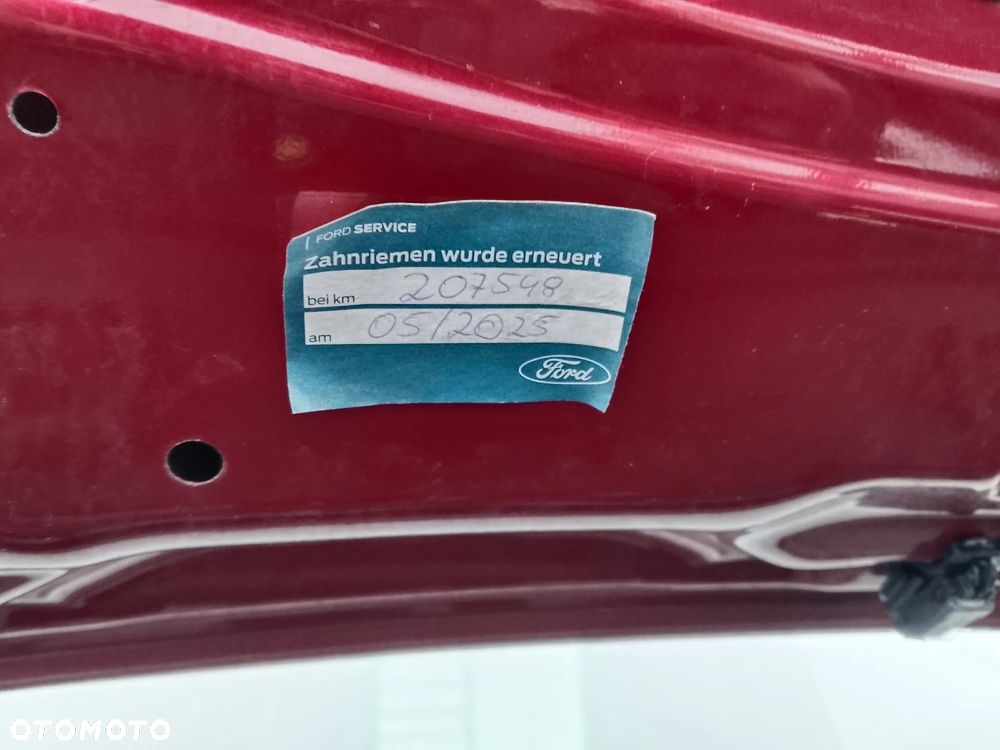 FORD SERVICE
Zahnriemen wurde erneuert
bei km 207548
am 05/2025
Ford
OTOMOTO